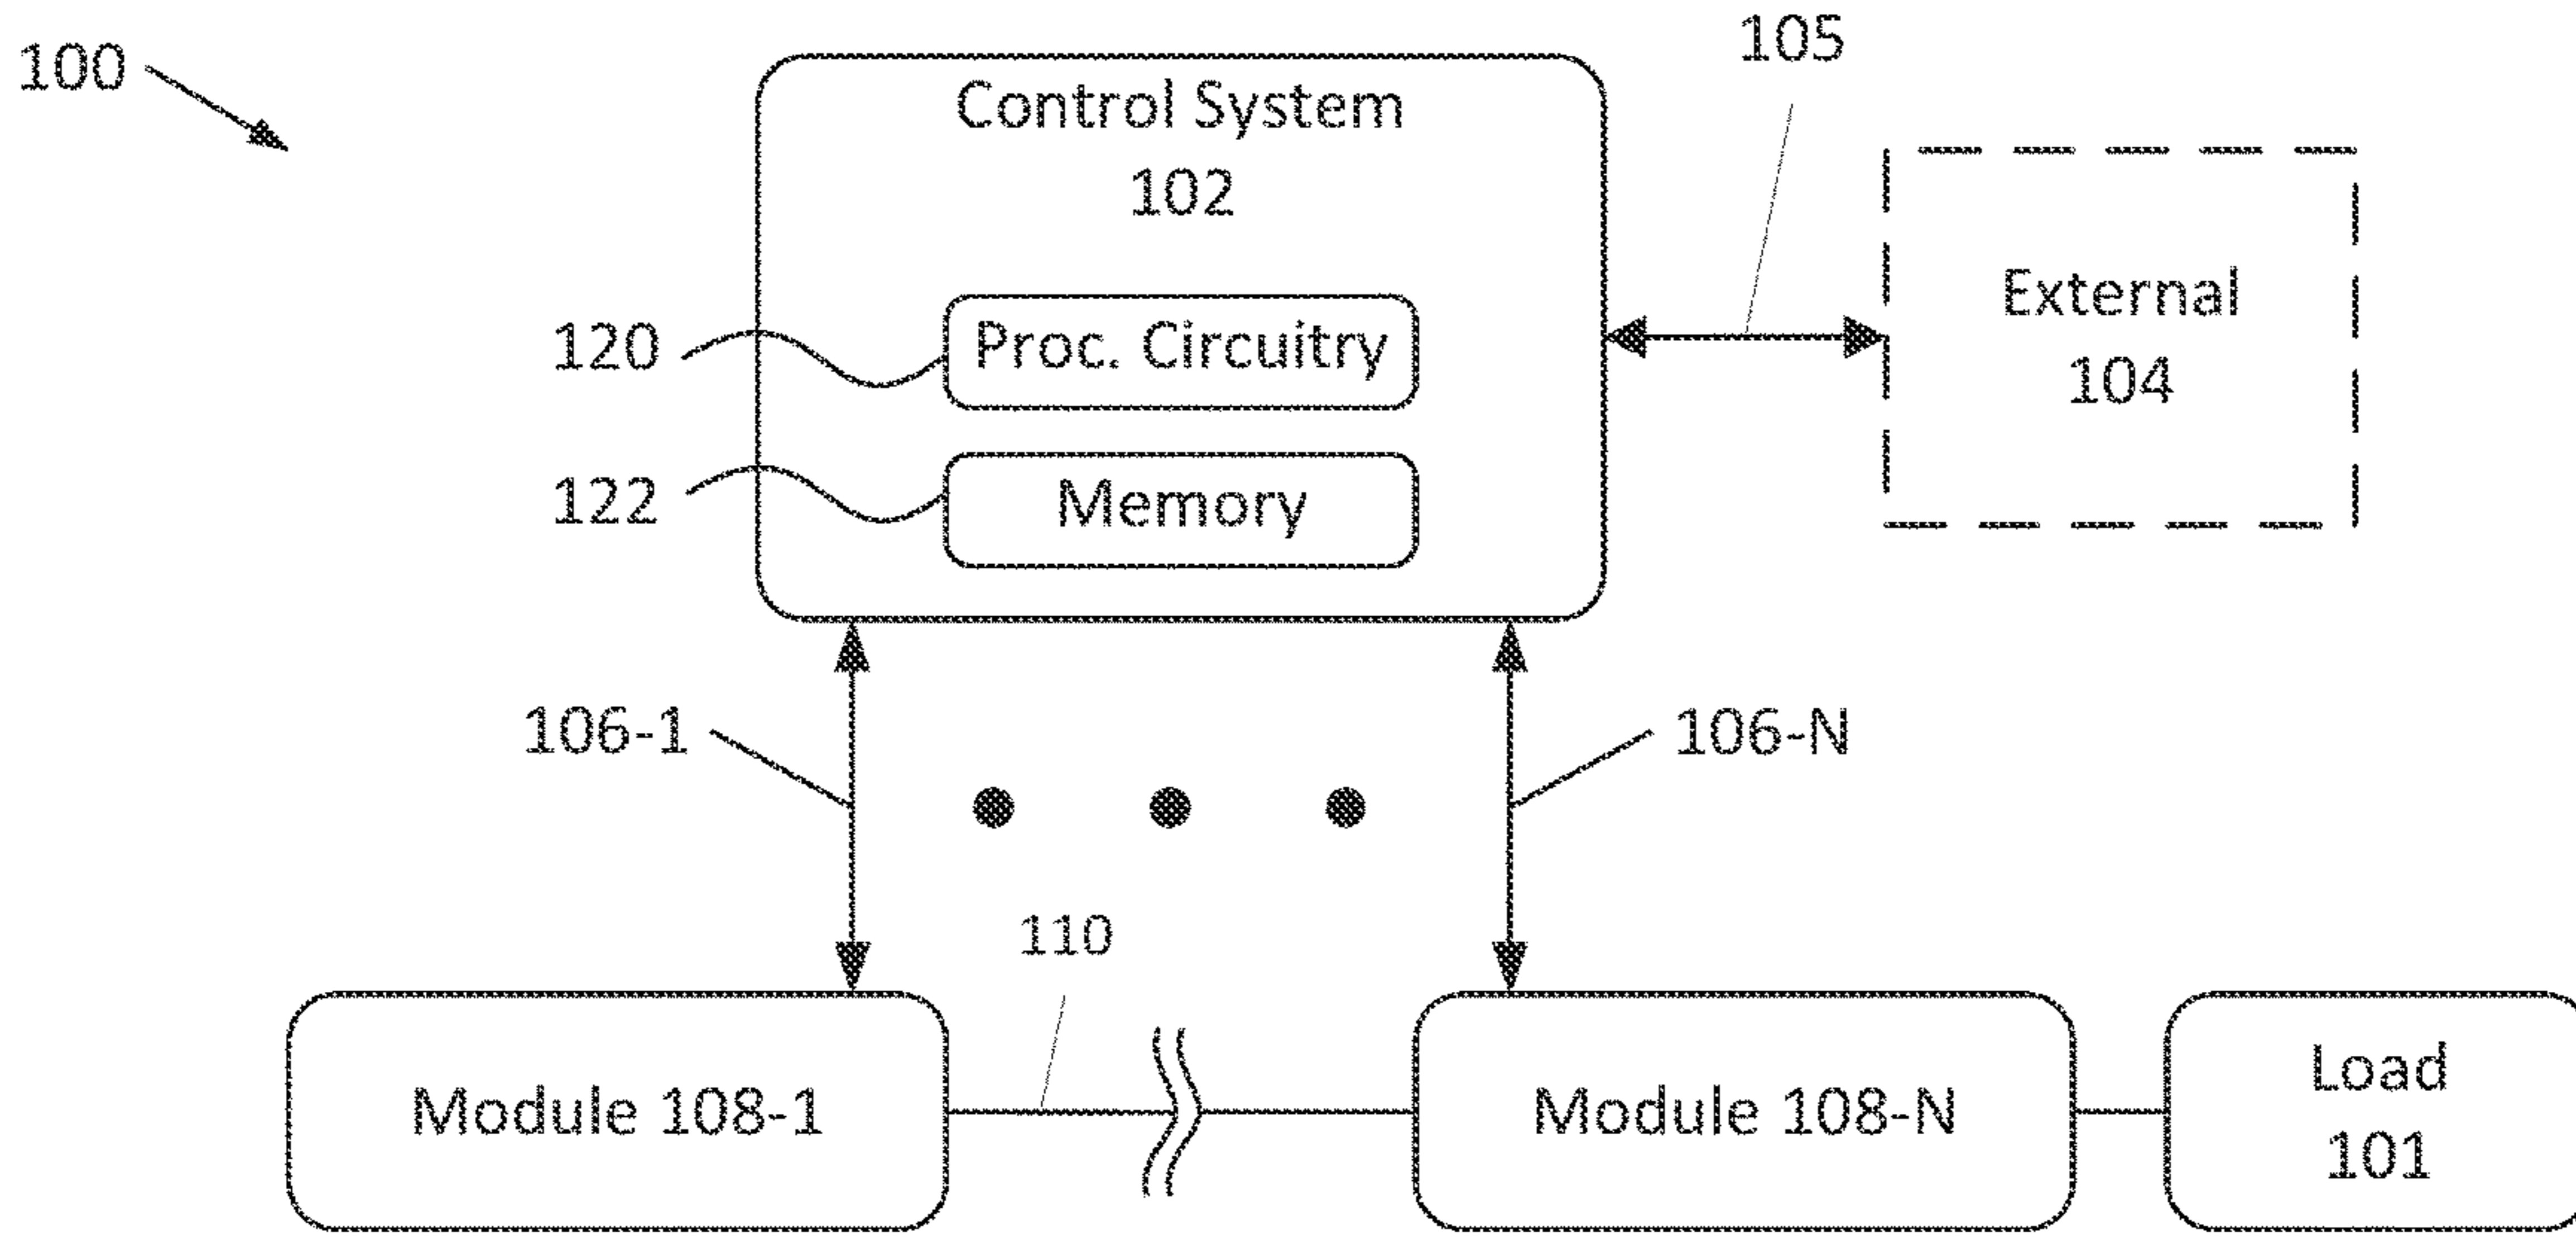 100
105
Control System
102
External
104
120
Proc. Circuitry
122
Memory
106-1
106-N
110
Module 108-1
Module 108-N
Load
101